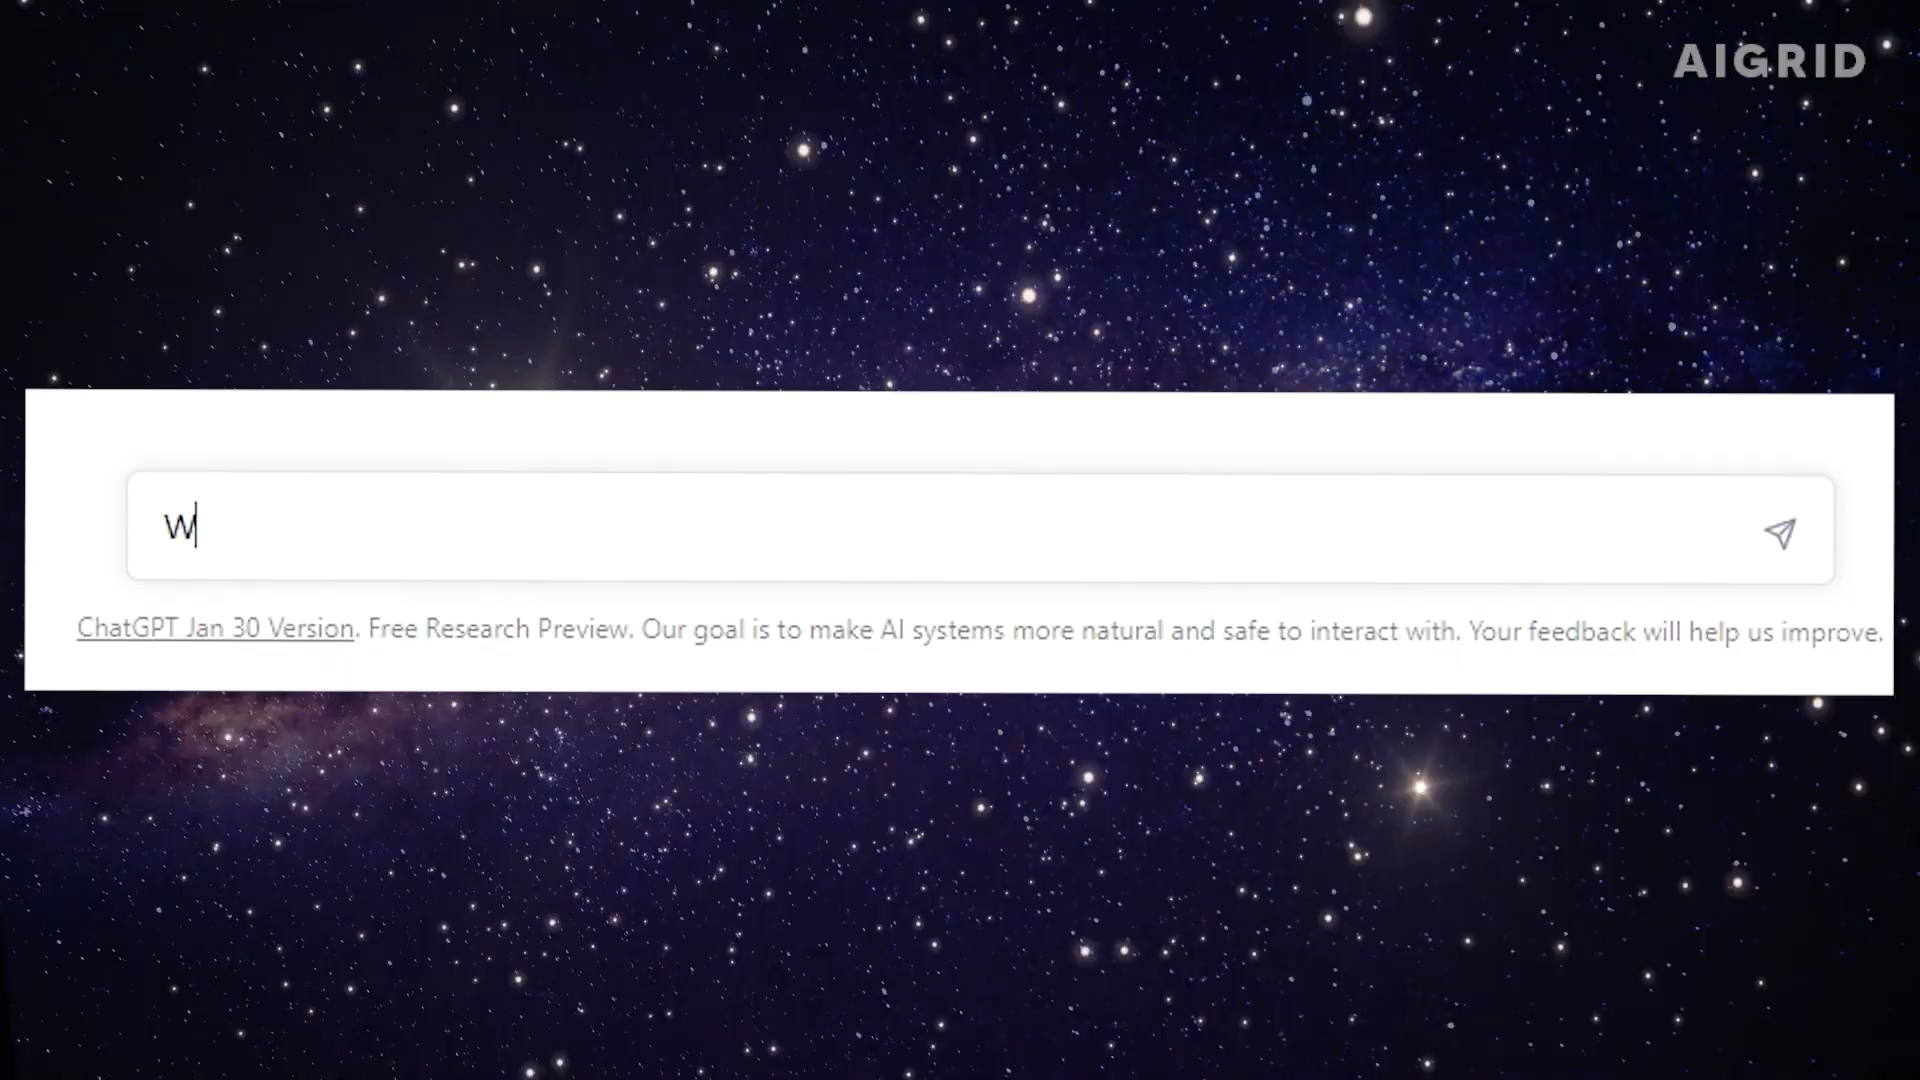 AIGRID
W
ChatGPT Jan 30 Version. Free Research Preview. Our goal is to make AI systems more natural and safe to interact with. Your feedback will help us improve.